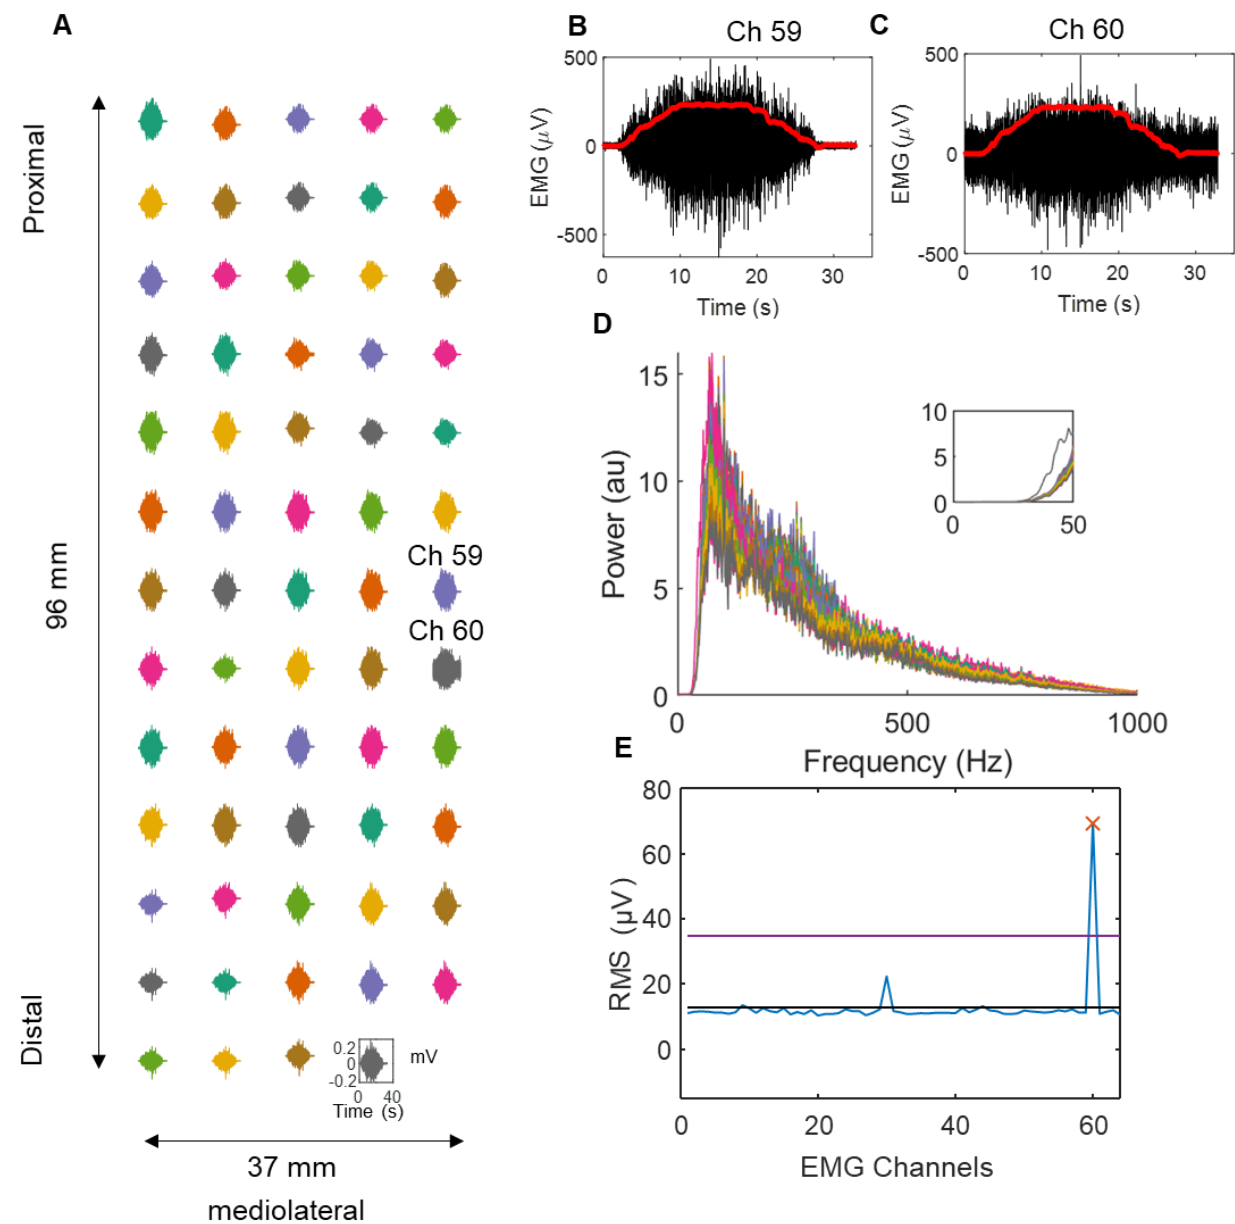 A
Proximal
96 mm
Distal
Ch 59
Ch 60
0.2
0
-0.2
mV
0 40
Time (s)
37 mm
mediolateral
B
Ch 59
500
0
-500
EMG (μV)
0 10 20 30
Time (s)
C
Ch 60
500
0
-500
EMG (μV)
0 10 20 30
Time (s)
D
15
10
5
0
Power (au)
10
5
0
0 50
0 500 1000
Frequency (Hz)
E
80
60
40
20
0
RMS (μV)
0 20 40 60
EMG Channels